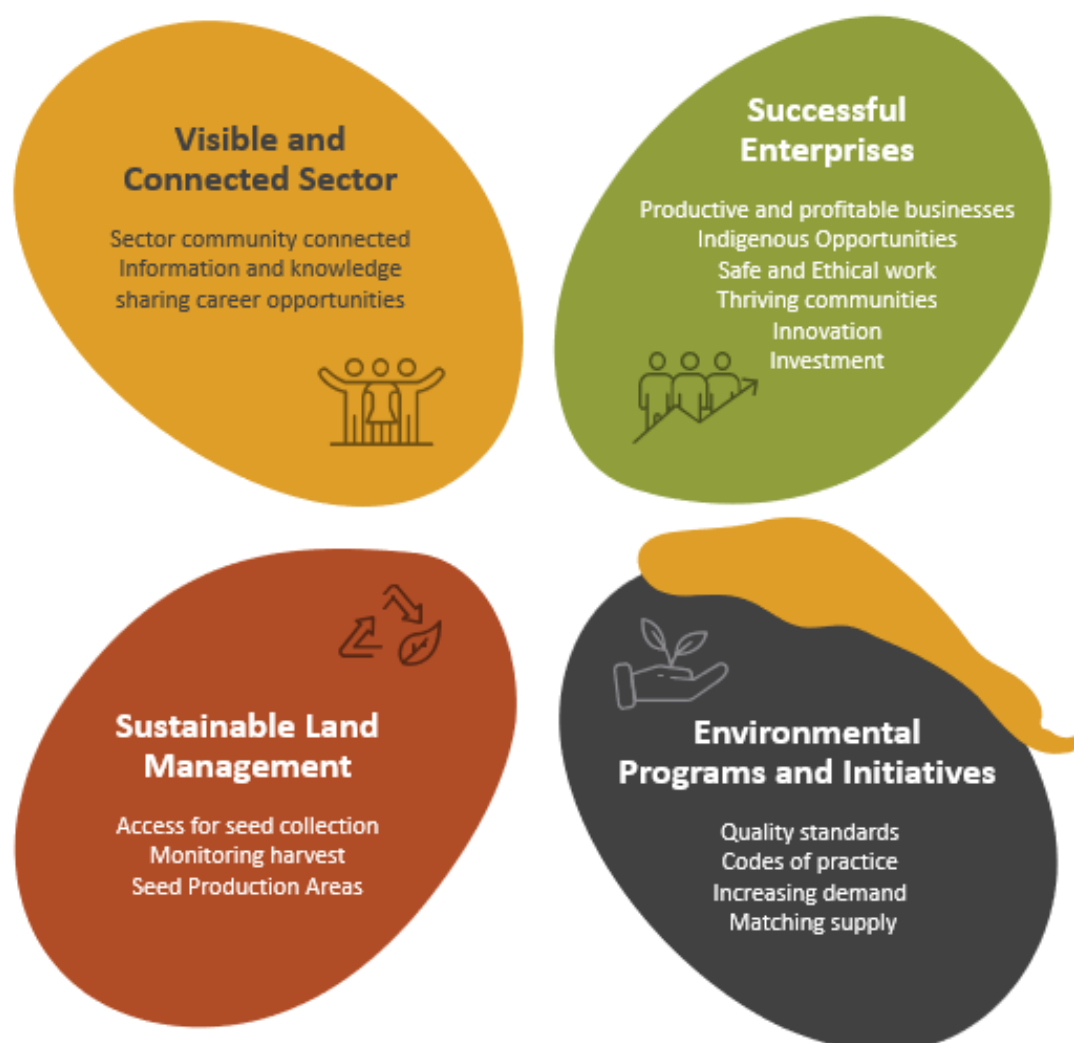 Visible and
Connected Sector
Sector community connected
Information and knowledge
sharing career opportunities
Successful
Enterprises
Productive and profitable businesses
Indigenous Opportunities
Safe and Ethical work
Thriving communities
Innovation
Investment
Sustainable Land
Management
Access for seed collection
Monitoring harvest
Seed Production Areas
Environmental
Programs and Initiatives
Quality standards
Codes of practice
Increasing demand
Matching supply